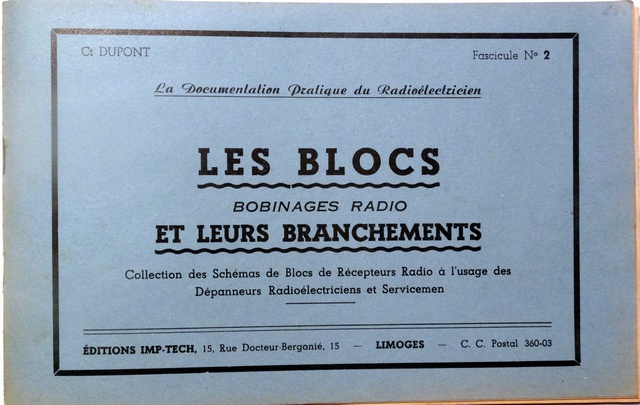 Ct DUPONT
Fascicule Nº 2
La Documentation Pratique du Radioélectricien
LES BLOCS
BOBINAGES RADIO
ET LEURS BRANCHEMENTS
Collection des Schémas de Blocs de Récepteurs Radio à l'usage des
Dépanneurs Radioélectriciens et Servicemen
ÉDITIONS IMP-TECH, 15, Rue Docteur-Bergonié, 15 — LIMOGES — C. C. Postal 360-03